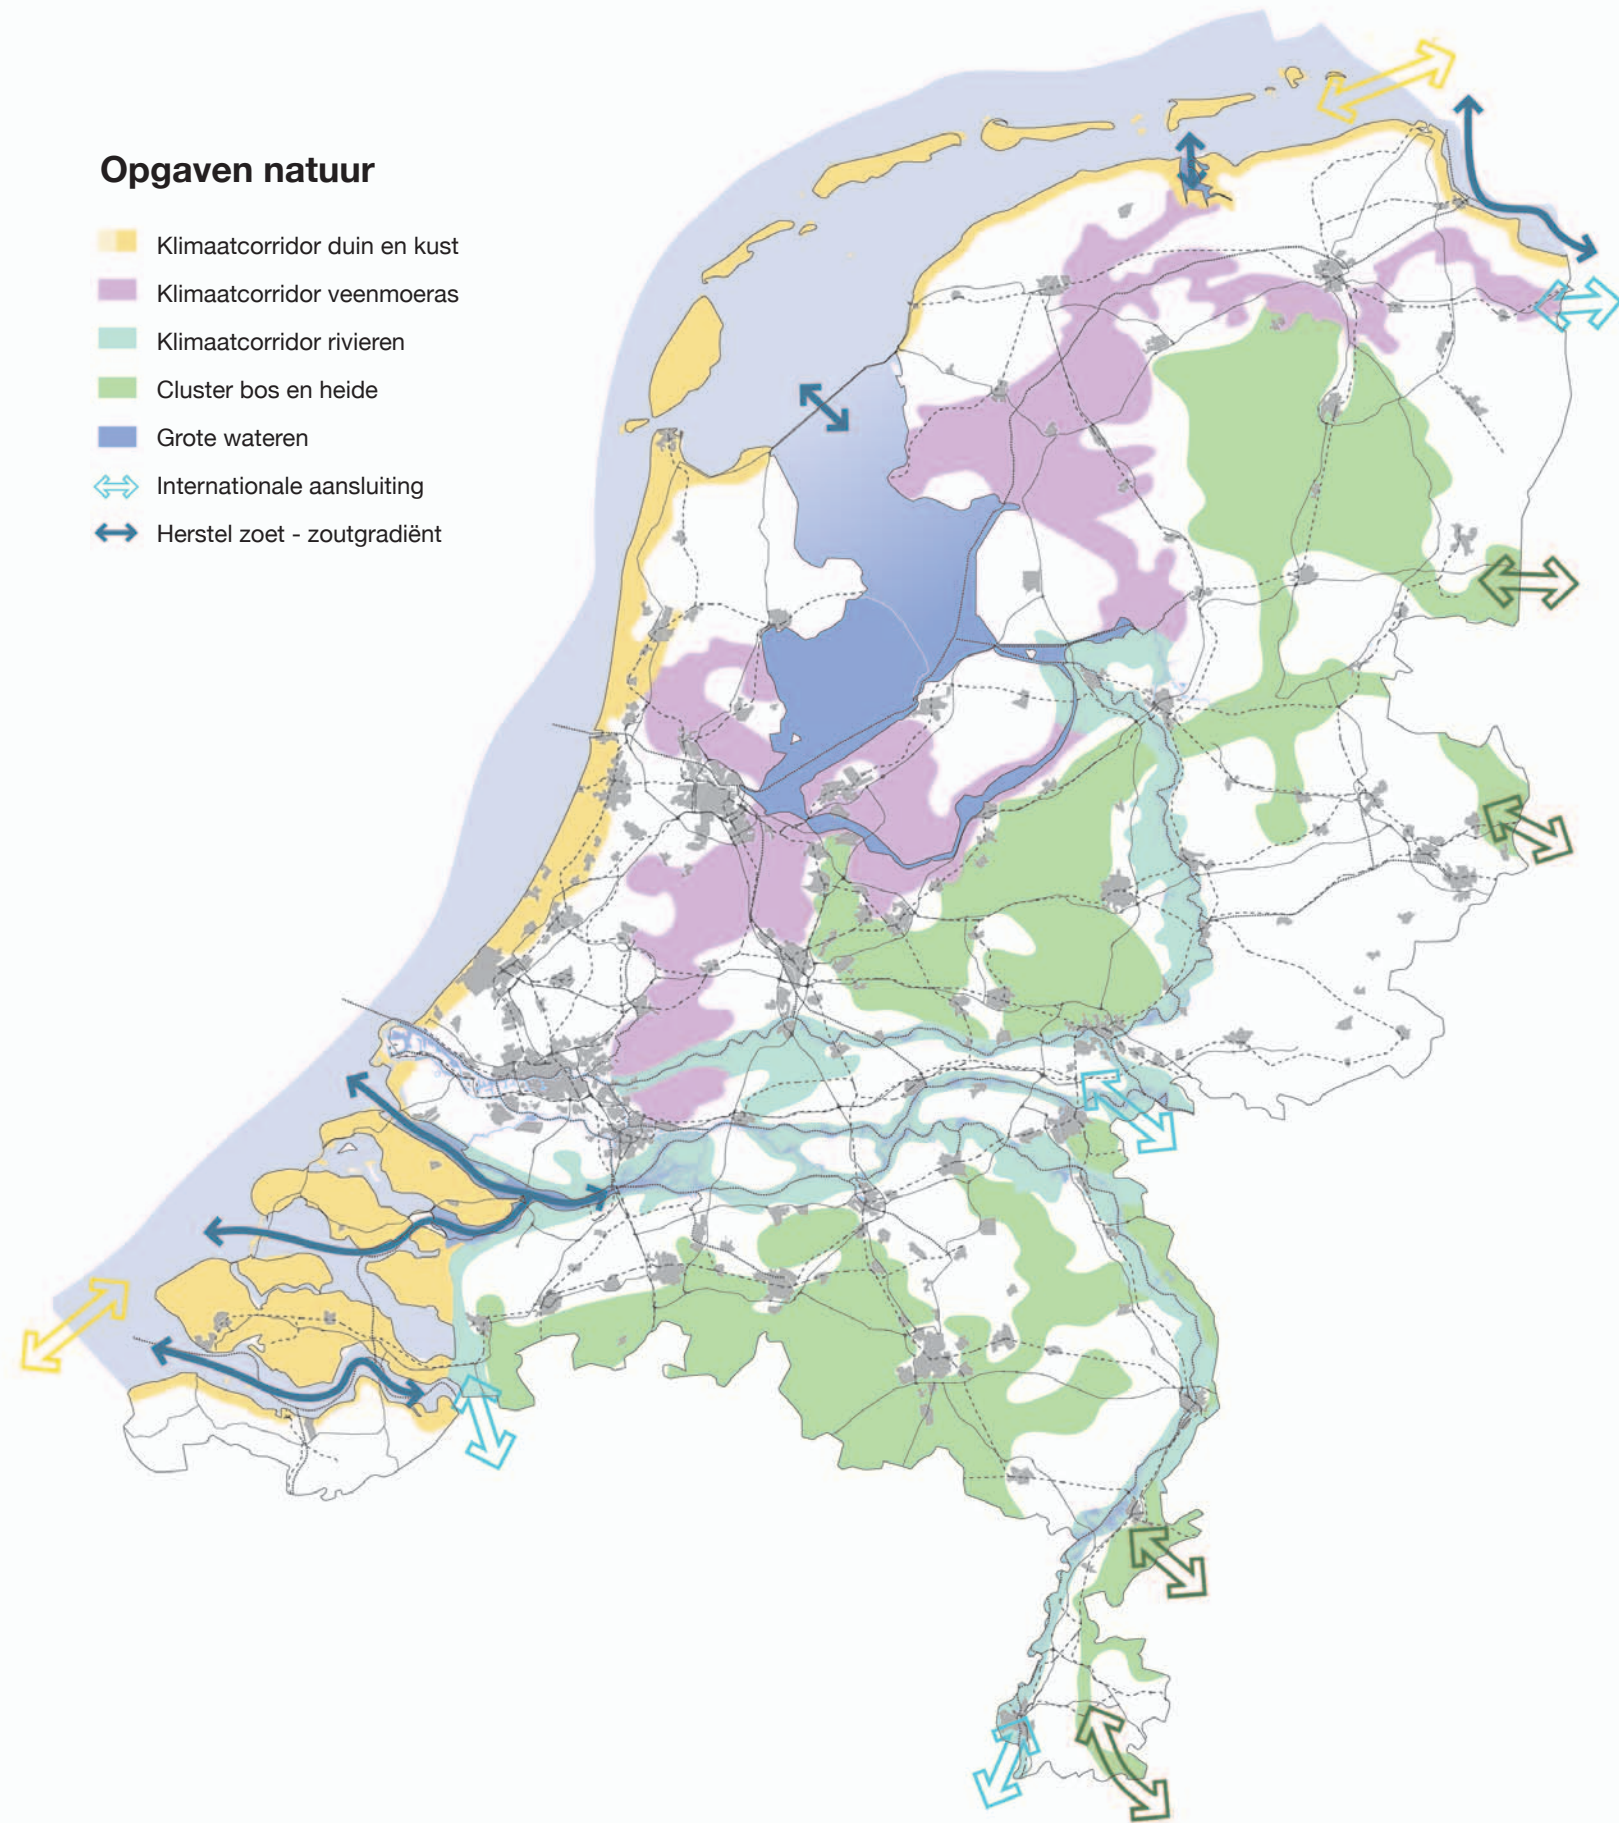 Opgaven natuur
Klimaatcorridor duin en kust
Klimaatcorridor veenmoeras
Klimaatcorridor rivieren
Cluster bos en heide
Grote wateren
Internationale aansluiting
Herstel zoet - zoutgradiënt